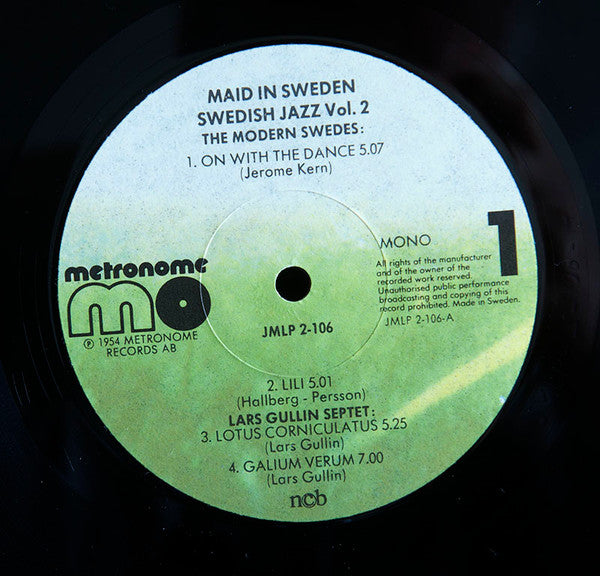 MAID IN SWEDEN
SWEDISH JAZZ Vol. 2
THE MODERN SWEDES:
1. ON WITH THE DANCE 5.07
(Jerome Kern)
MONO
1
All rights of the manufacturer
and of the owner of the
recorded work reserved.
Unauthorised public performance
broadcasting and copying of this
record prohibited. Made in Sweden.
JMLP 2-106-A
metronome
mo
℗ 1954 METRONOME
RECORDS AB
JMLP 2-106
2. LILI 5.01
(Hallberg - Persson)
LARS GULLIN SEPTET:
3. LOTUS CORNICULATUS 5.25
(Lars Gullin)
4. GALIUM VERUM 7.00
(Lars Gullin)
ncb